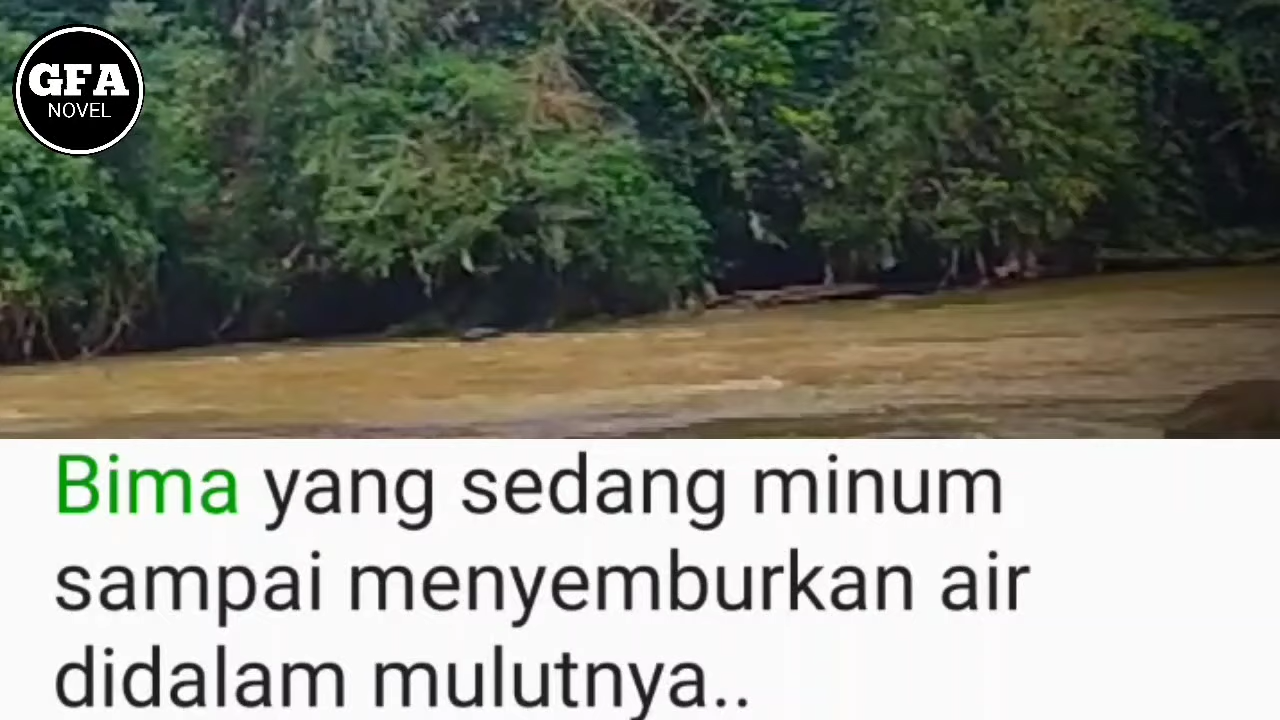 GFA
NOVEL
Bima yang sedang minum
sampai menyemburkan air
didalam mulutnya..